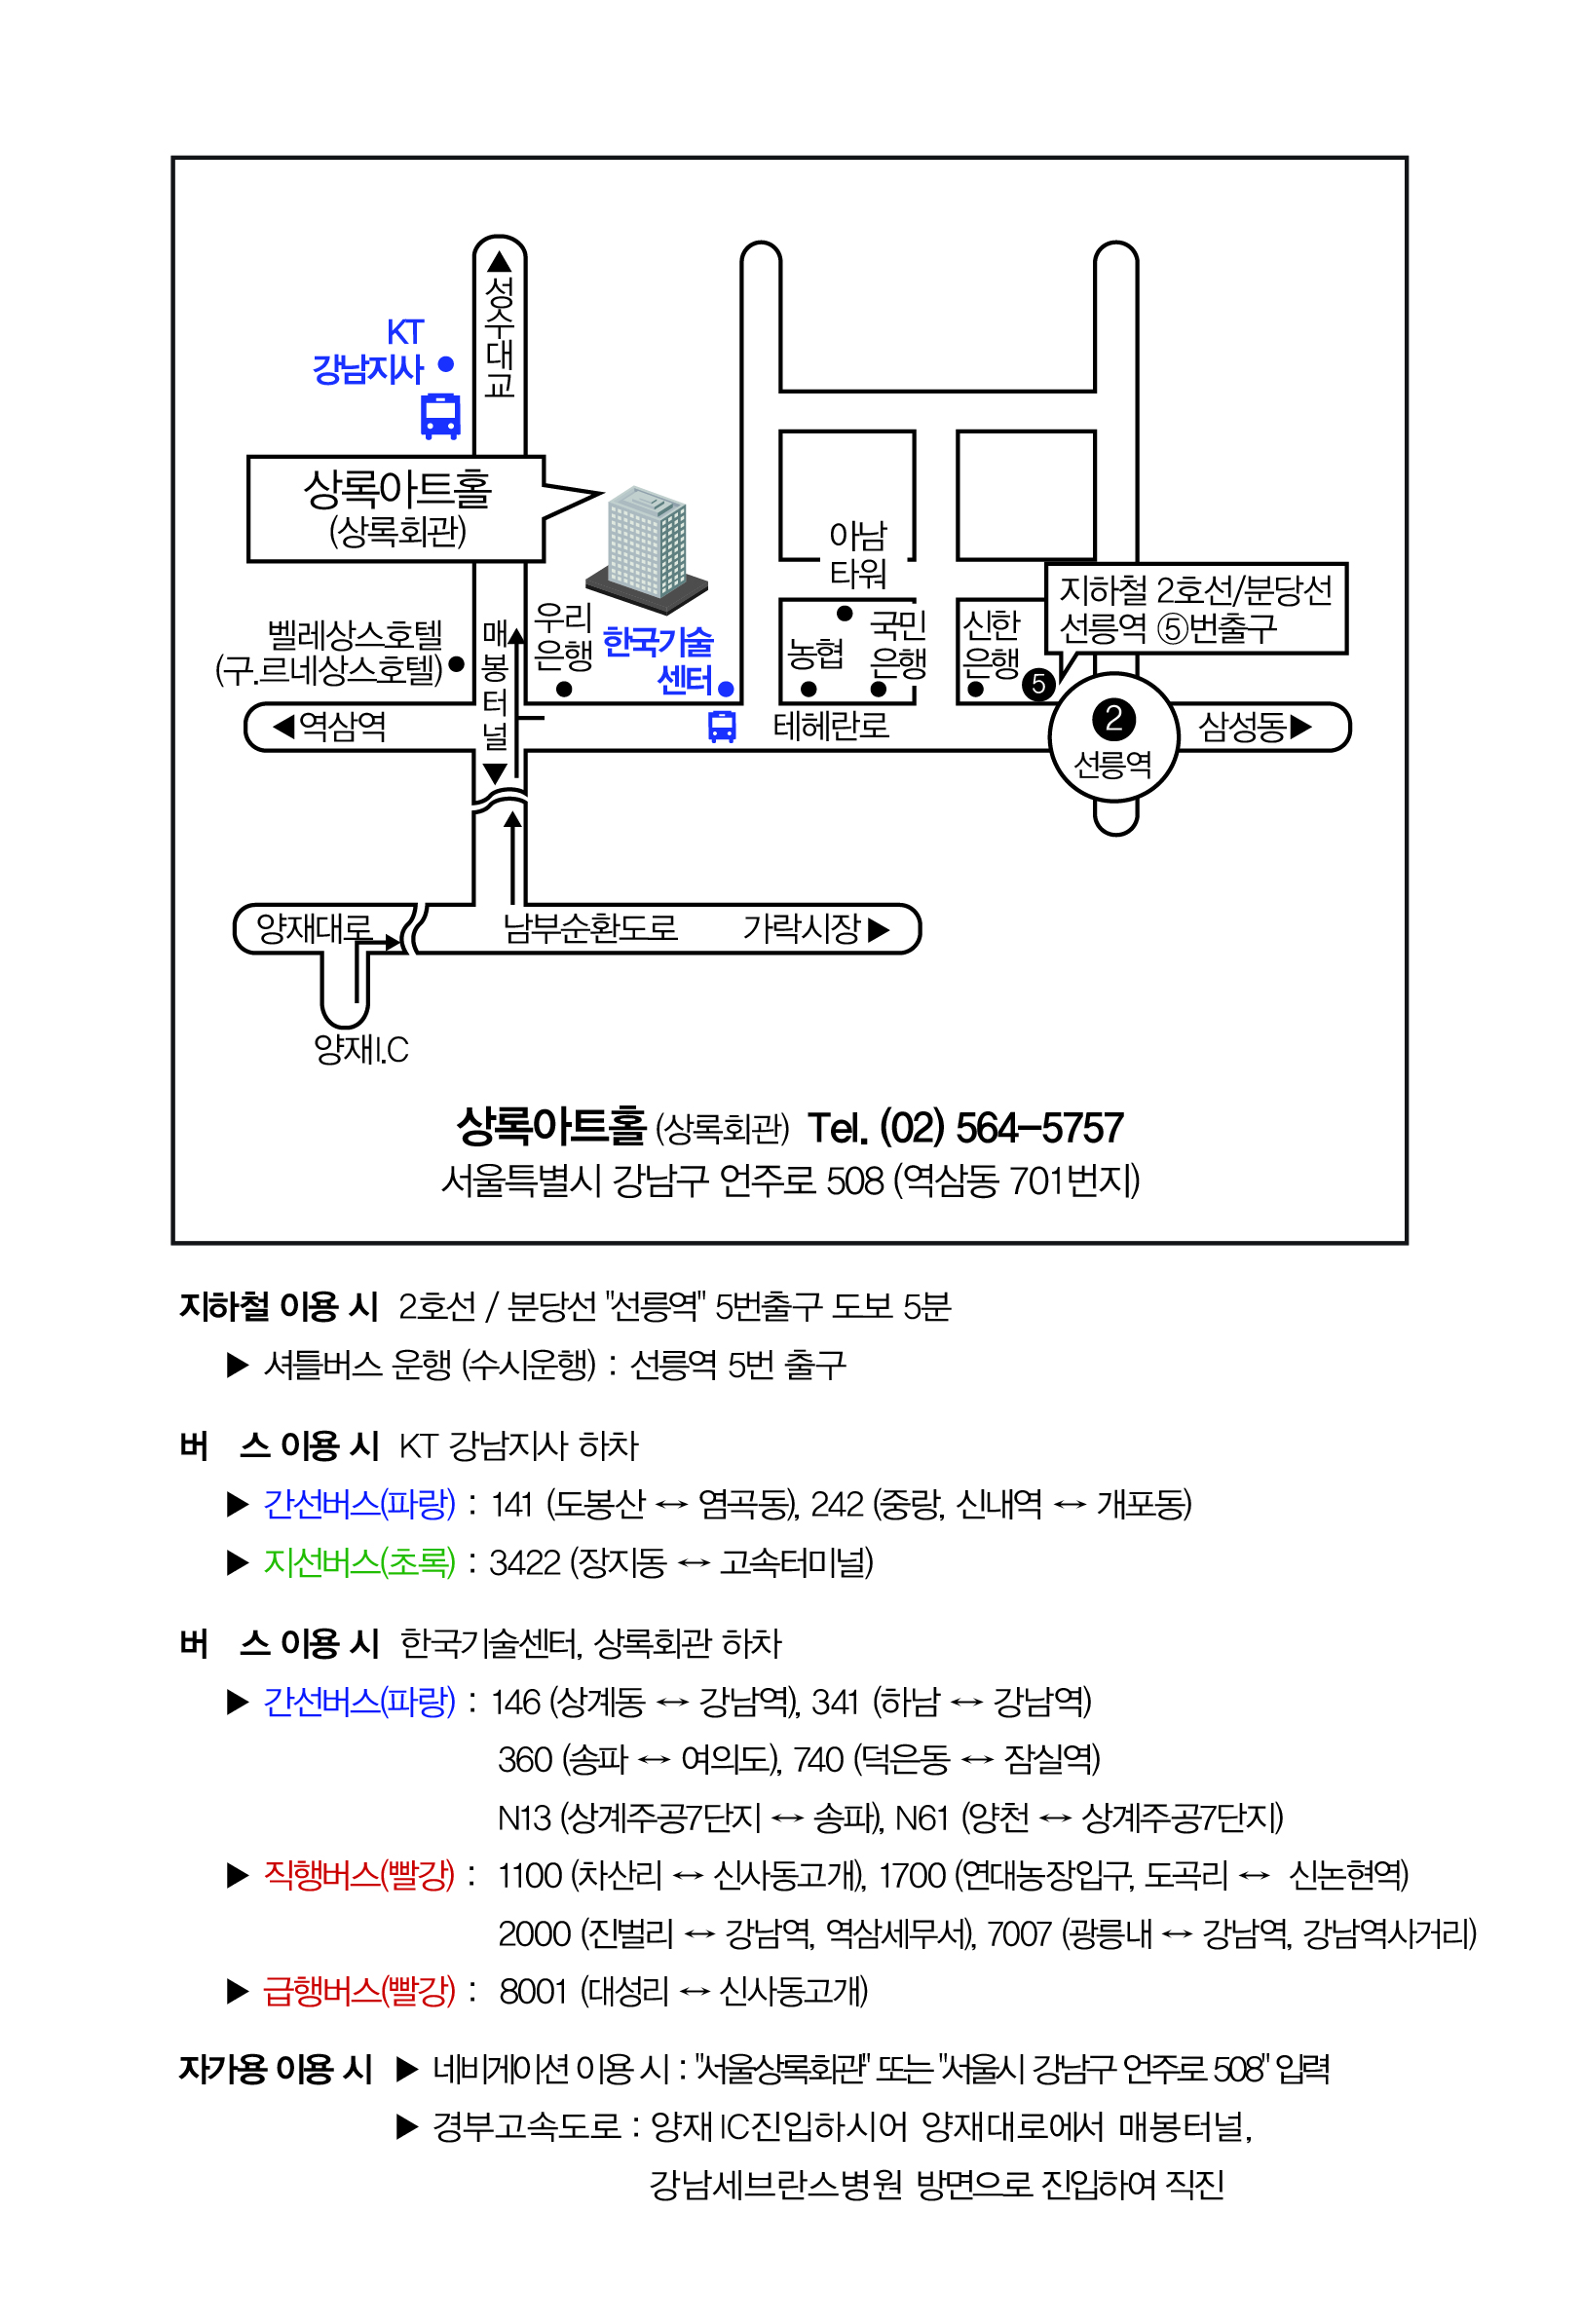 ▲성수대교
KT
강남지사
상록아트홀
(상록회관)
아남
타워
지하철 2호선/분당선
선릉역 ⑤번출구
벨레상스호텔
(구.르네상스호텔)
매봉터널▼
우리
은행
한국기술
센터
농협
국민
은행
신한
은행
5
◀역삼역
테헤란로
2
선릉역
삼성동▶
양재대로
남부순환도로
가락시장▶
양재I.C
상록아트홀 (상록회관) Tel. (02) 564-5757
서울특별시 강남구 언주로 508 (역삼동 701번지)
지하철 이용 시 2호선 / 분당선 "선릉역" 5번출구 도보 5분
▶ 셔틀버스 운행 (수시운행) : 선릉역 5번 출구
버 스 이용 시 KT 강남지사 하차
▶ 간선버스(파랑) : 141 (도봉산 ↔ 염곡동), 242 (중랑, 신내역 ↔ 개포동)
▶ 지선버스(초록) : 3422 (장지동 ↔ 고속터미널)
버 스 이용 시 한국기술센터, 상록회관 하차
▶ 간선버스(파랑) : 146 (상계동 ↔ 강남역), 341 (하남 ↔ 강남역)
360 (송파 ↔ 여의도), 740 (덕은동 ↔ 잠실역)
N13 (상계주공7단지 ↔ 송파), N61 (양천 ↔ 상계주공7단지)
▶ 직행버스(빨강) : 1100 (차산리 ↔ 신사동고개), 1700 (연대농장입구, 도곡리 ↔ 신논현역)
2000 (진벌리 ↔ 강남역, 역삼세무서), 7007 (광릉내 ↔ 강남역, 강남역사거리)
▶ 급행버스(빨강) : 8001 (대성리 ↔ 신사동고개)
자가용 이용 시 ▶ 네비게이션 이용 시 : "서울상록회관" 또는 "서울시 강남구 언주로 508" 입력
▶ 경부고속도로 : 양재 IC진입하시어 양재대로에서 매봉터널,
강남세브란스병원 방면으로 진입하여 직진